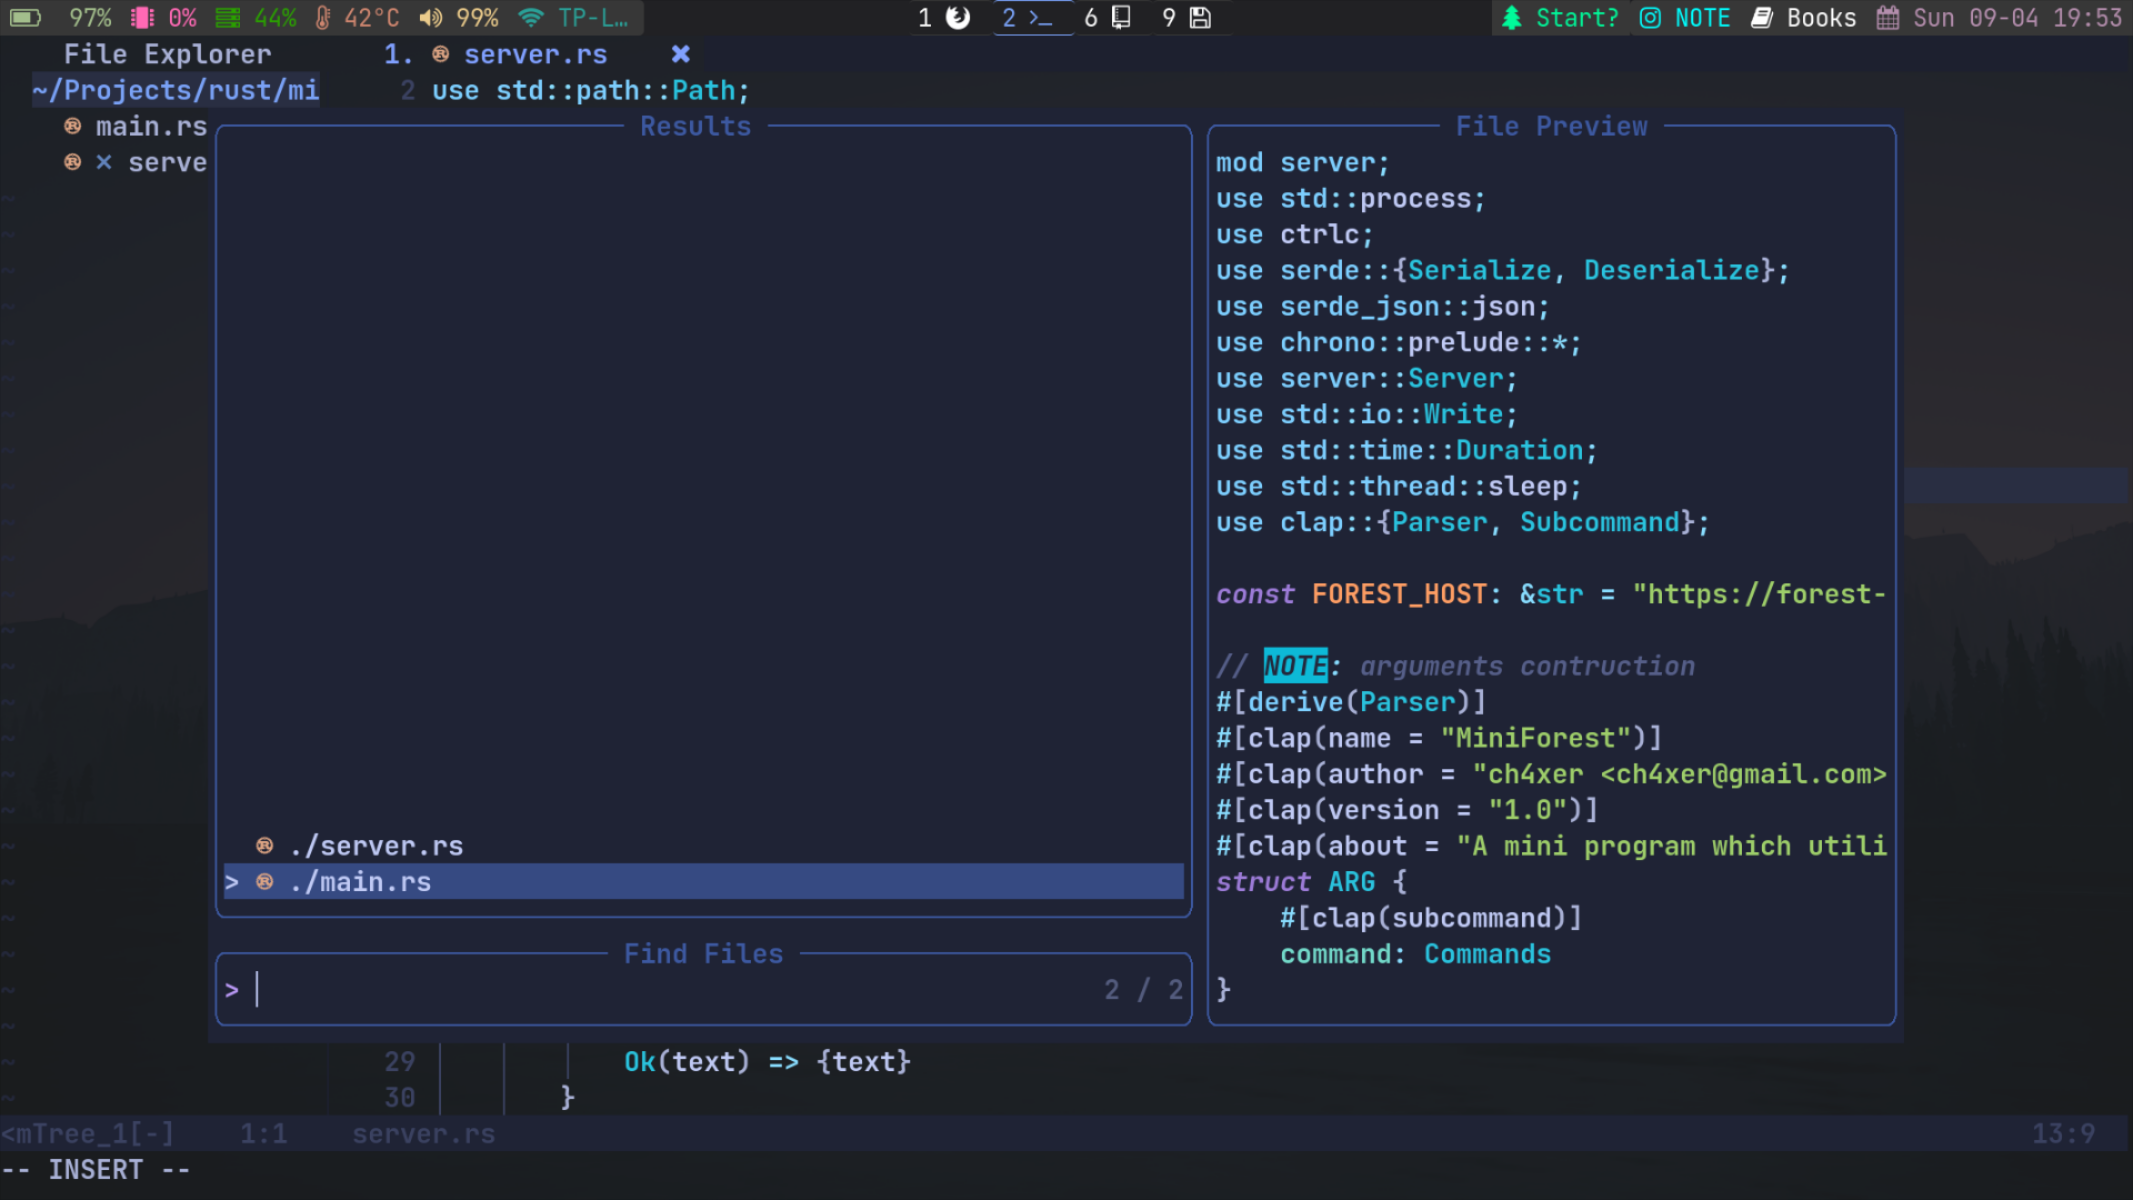 97% 0% 44% 42°C 99% TP-L… 1 2 >_ 6 9 Start? NOTE Books Sun 09-04 19:53
File Explorer 1. server.rs ×
~/Projects/rust/mi 2 use std::path::Path;
main.rs
× serve
Results
./server.rs
> ./main.rs
Find Files
> 2 / 2
File Preview
mod server;
use std::process;
use ctrlc;
use serde::{Serialize, Deserialize};
use serde_json::json;
use chrono::prelude::*;
use server::Server;
use std::io::Write;
use std::time::Duration;
use std::thread::sleep;
use clap::{Parser, Subcommand};
const FOREST_HOST: &str = "https://forest-
// NOTE: arguments contruction
#[derive(Parser)]
#[clap(name = "MiniForest")]
#[clap(author = "ch4xer <ch4xer@gmail.com>
#[clap(version = "1.0")]
#[clap(about = "A mini program which utili
struct ARG {
#[clap(subcommand)]
command: Commands
}
29 Ok(text) => {text}
30 }
<mTree_1[-] 1:1 server.rs 13:9
-- INSERT --